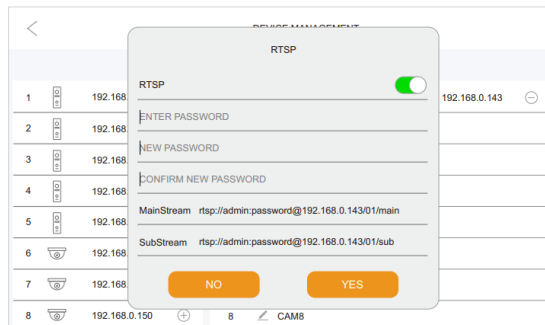 DEVICE MANAGEMENT
RTSP
RTSP
ENTER PASSWORD
NEW PASSWORD
CONFIRM NEW PASSWORD
MainStream rtsp://admin:password@192.168.0.143/01/main
SubStream rtsp://admin:password@192.168.0.143/01/sub
NO YES
1 192.168. 192.168.0.143
2 192.168.
3 192.168.
4 192.168.
5 192.168.
6 192.168.
7 192.168.
8 192.168.0.150 8 CAM8